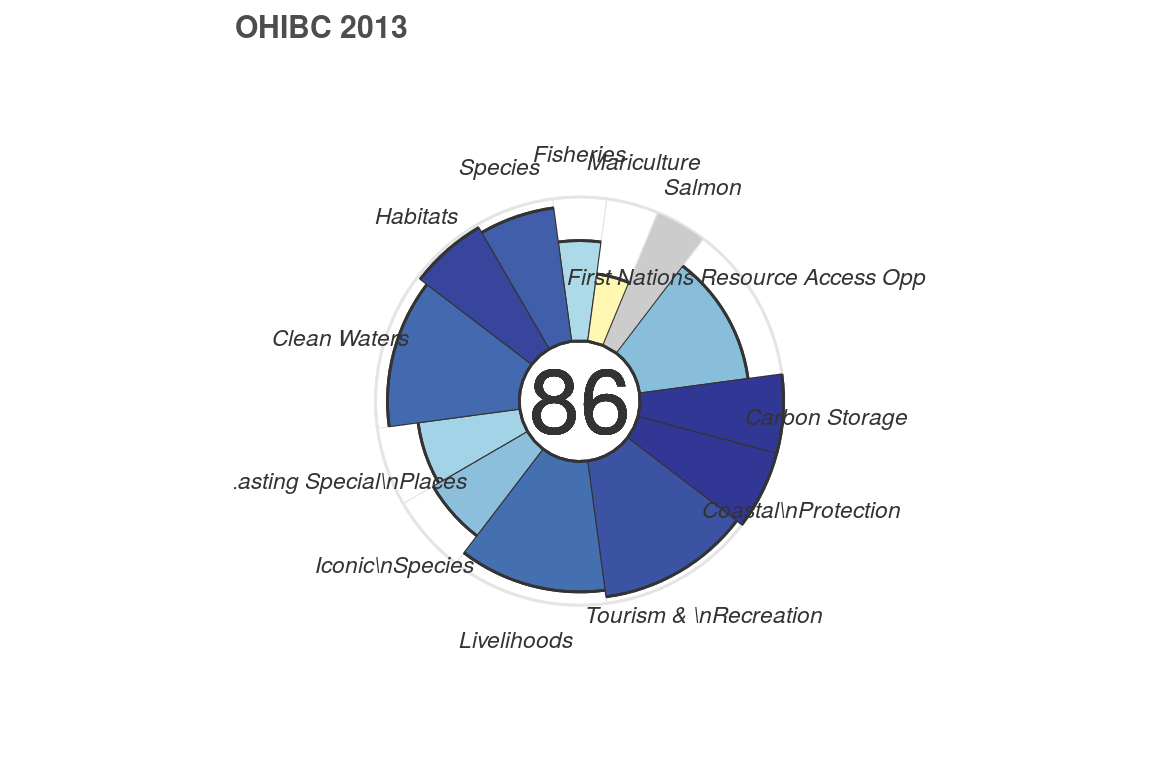 OHIBC 2013
Fisheries
Mariculture
Species
Salmon
Habitats
First Nations Resource Access Opp
Clean Waters
86
Carbon Storage
.asting Special\nPlaces
Coastal\nProtection
Iconic\nSpecies
Tourism & \nRecreation
Livelihoods